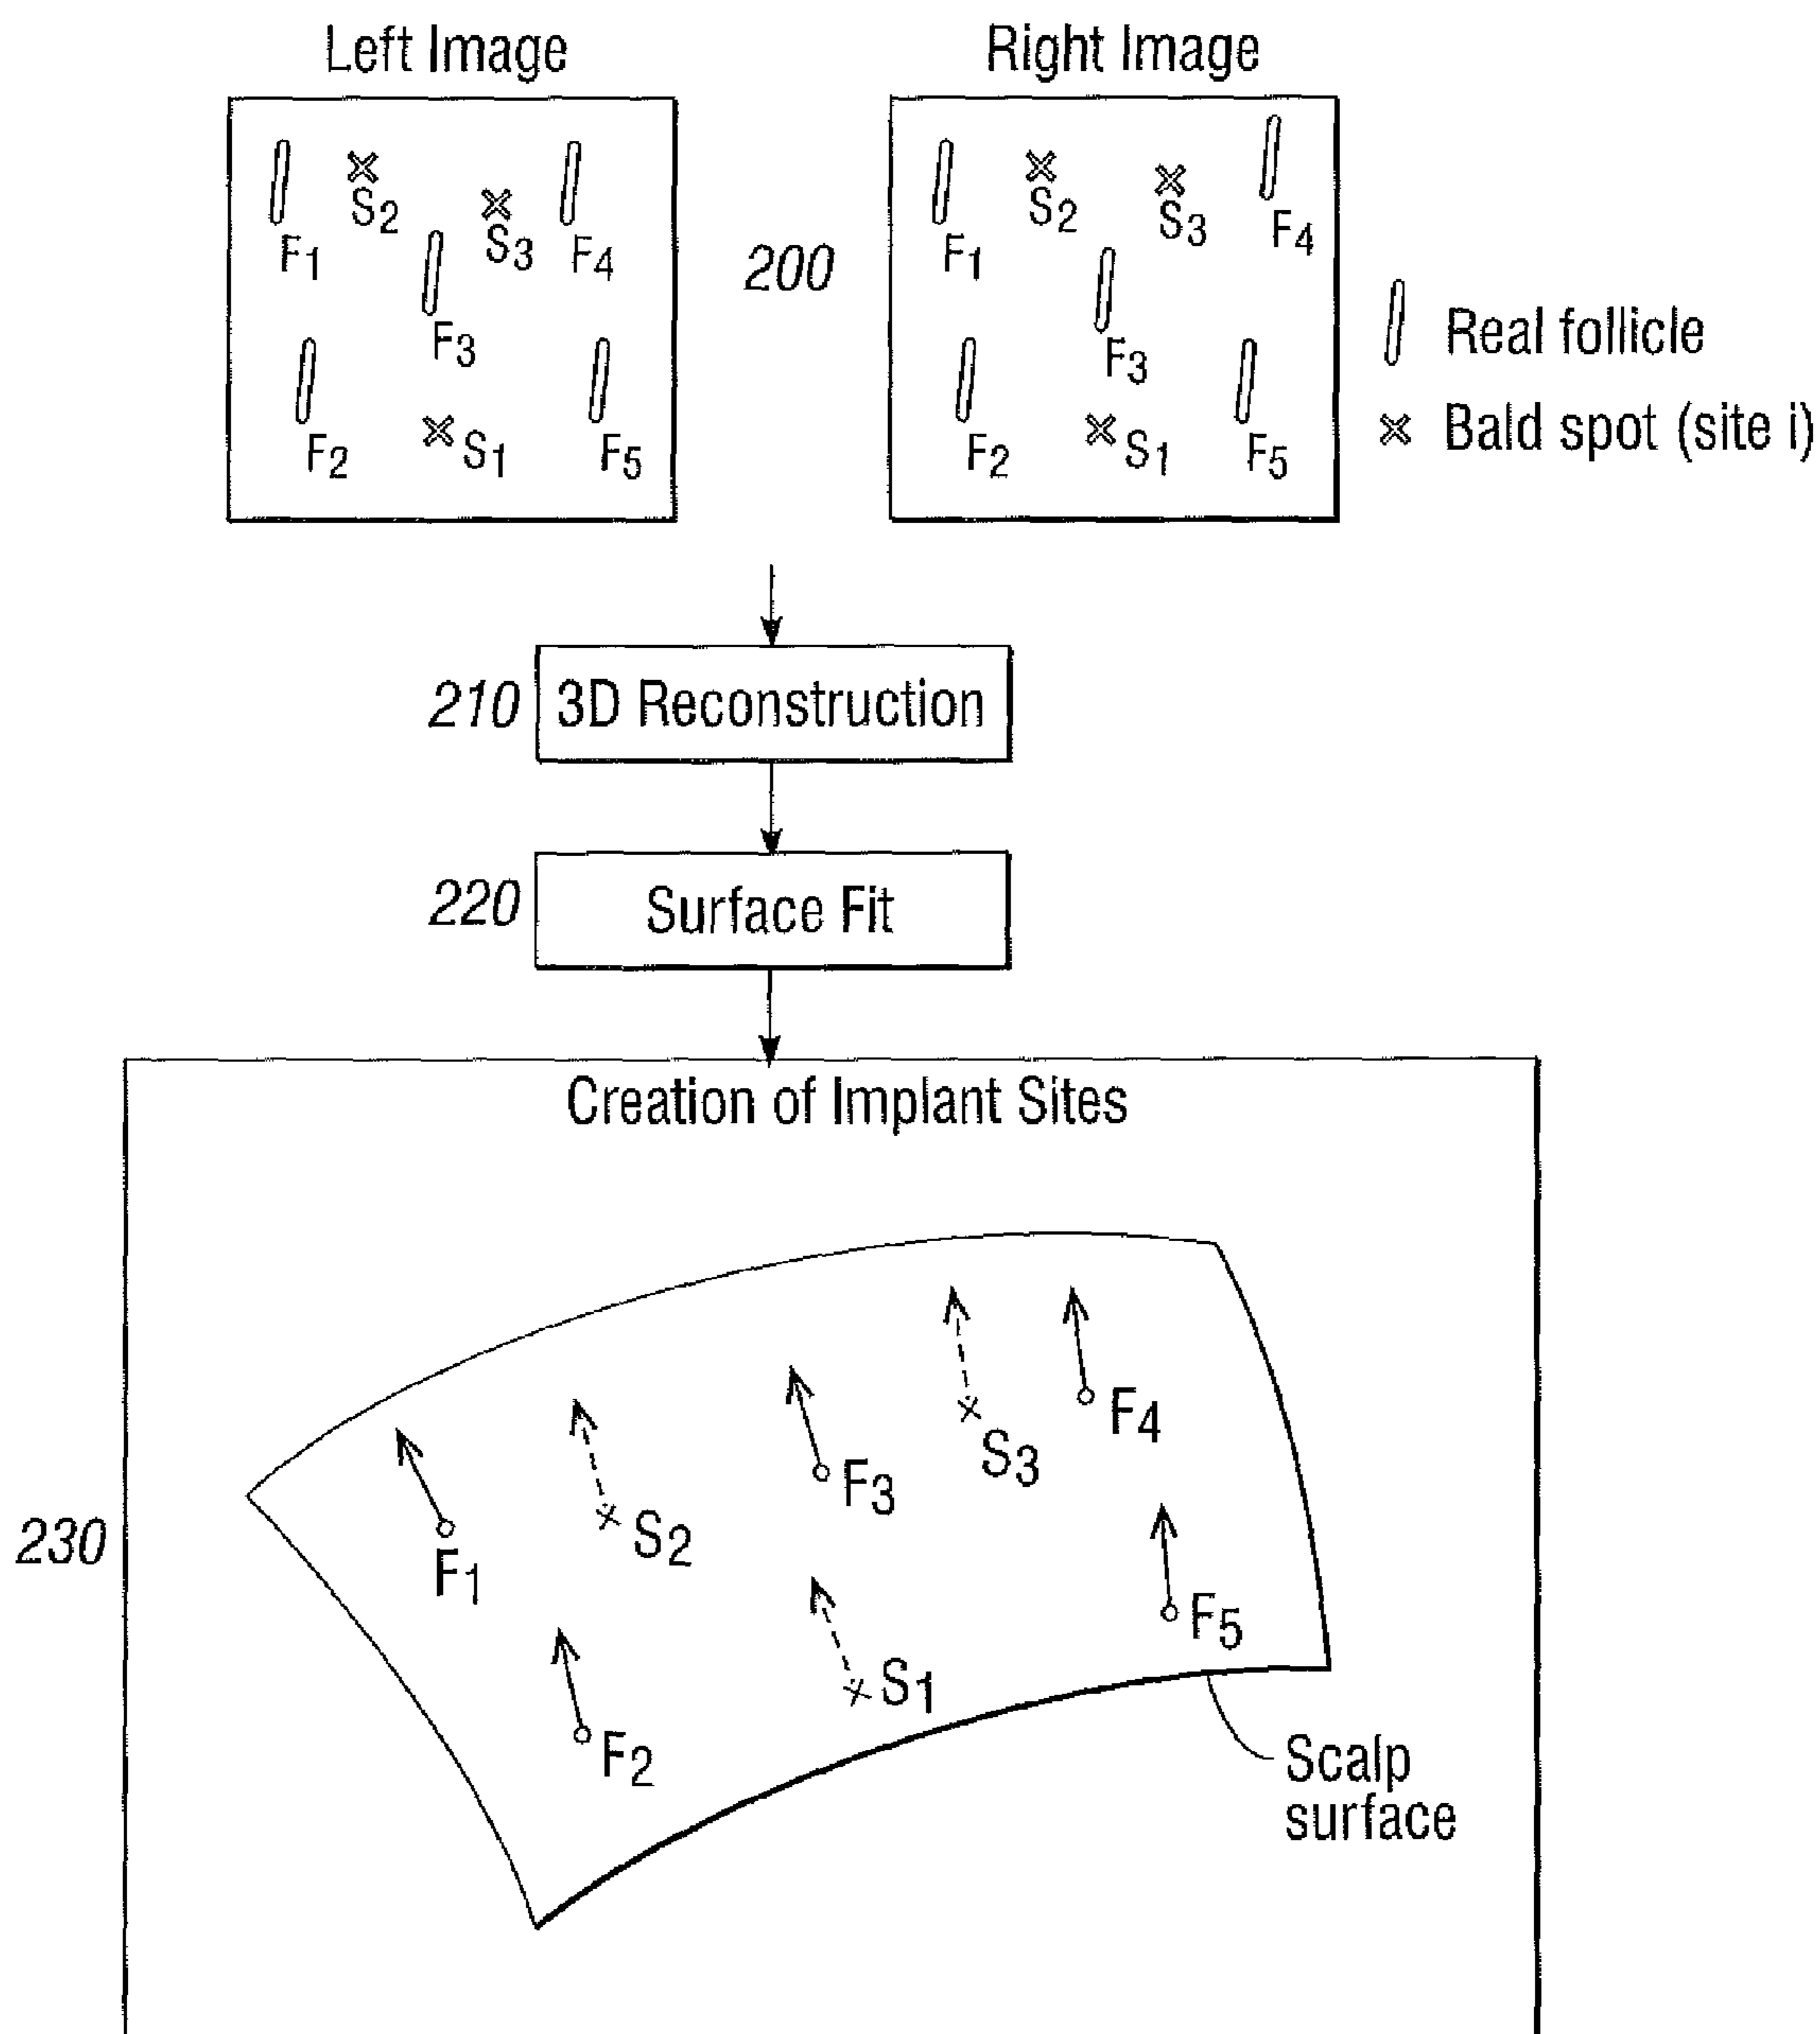 Left Image
Right Image
S2
S3
F1
F4
F3
F2
S1
F5
200
S2
S3
F1
F4
F3
F2
S1
F5
Real follicle
Bald spot (site i)
210
3D Reconstruction
220
Surface Fit
Creation of Implant Sites
230
F4
S3
F3
S2
F1
F5
S1
F2
Scalp
surface